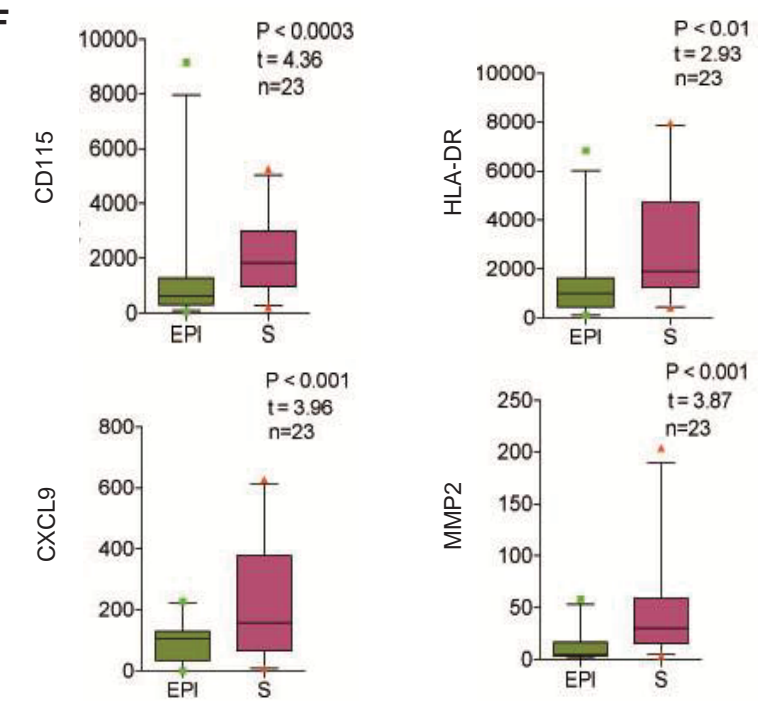 F
CD115
10000
8000
6000
4000
2000
0
P < 0.0003
t = 4.36
n=23
EPI
S
HLA-DR
10000
8000
6000
4000
2000
0
P < 0.01
t = 2.93
n=23
EPI
S
CXCL9
800
600
400
200
0
P < 0.001
t = 3.96
n=23
EPI
S
MMP2
250
200
150
100
50
0
P < 0.001
t = 3.87
n=23
EPI
S